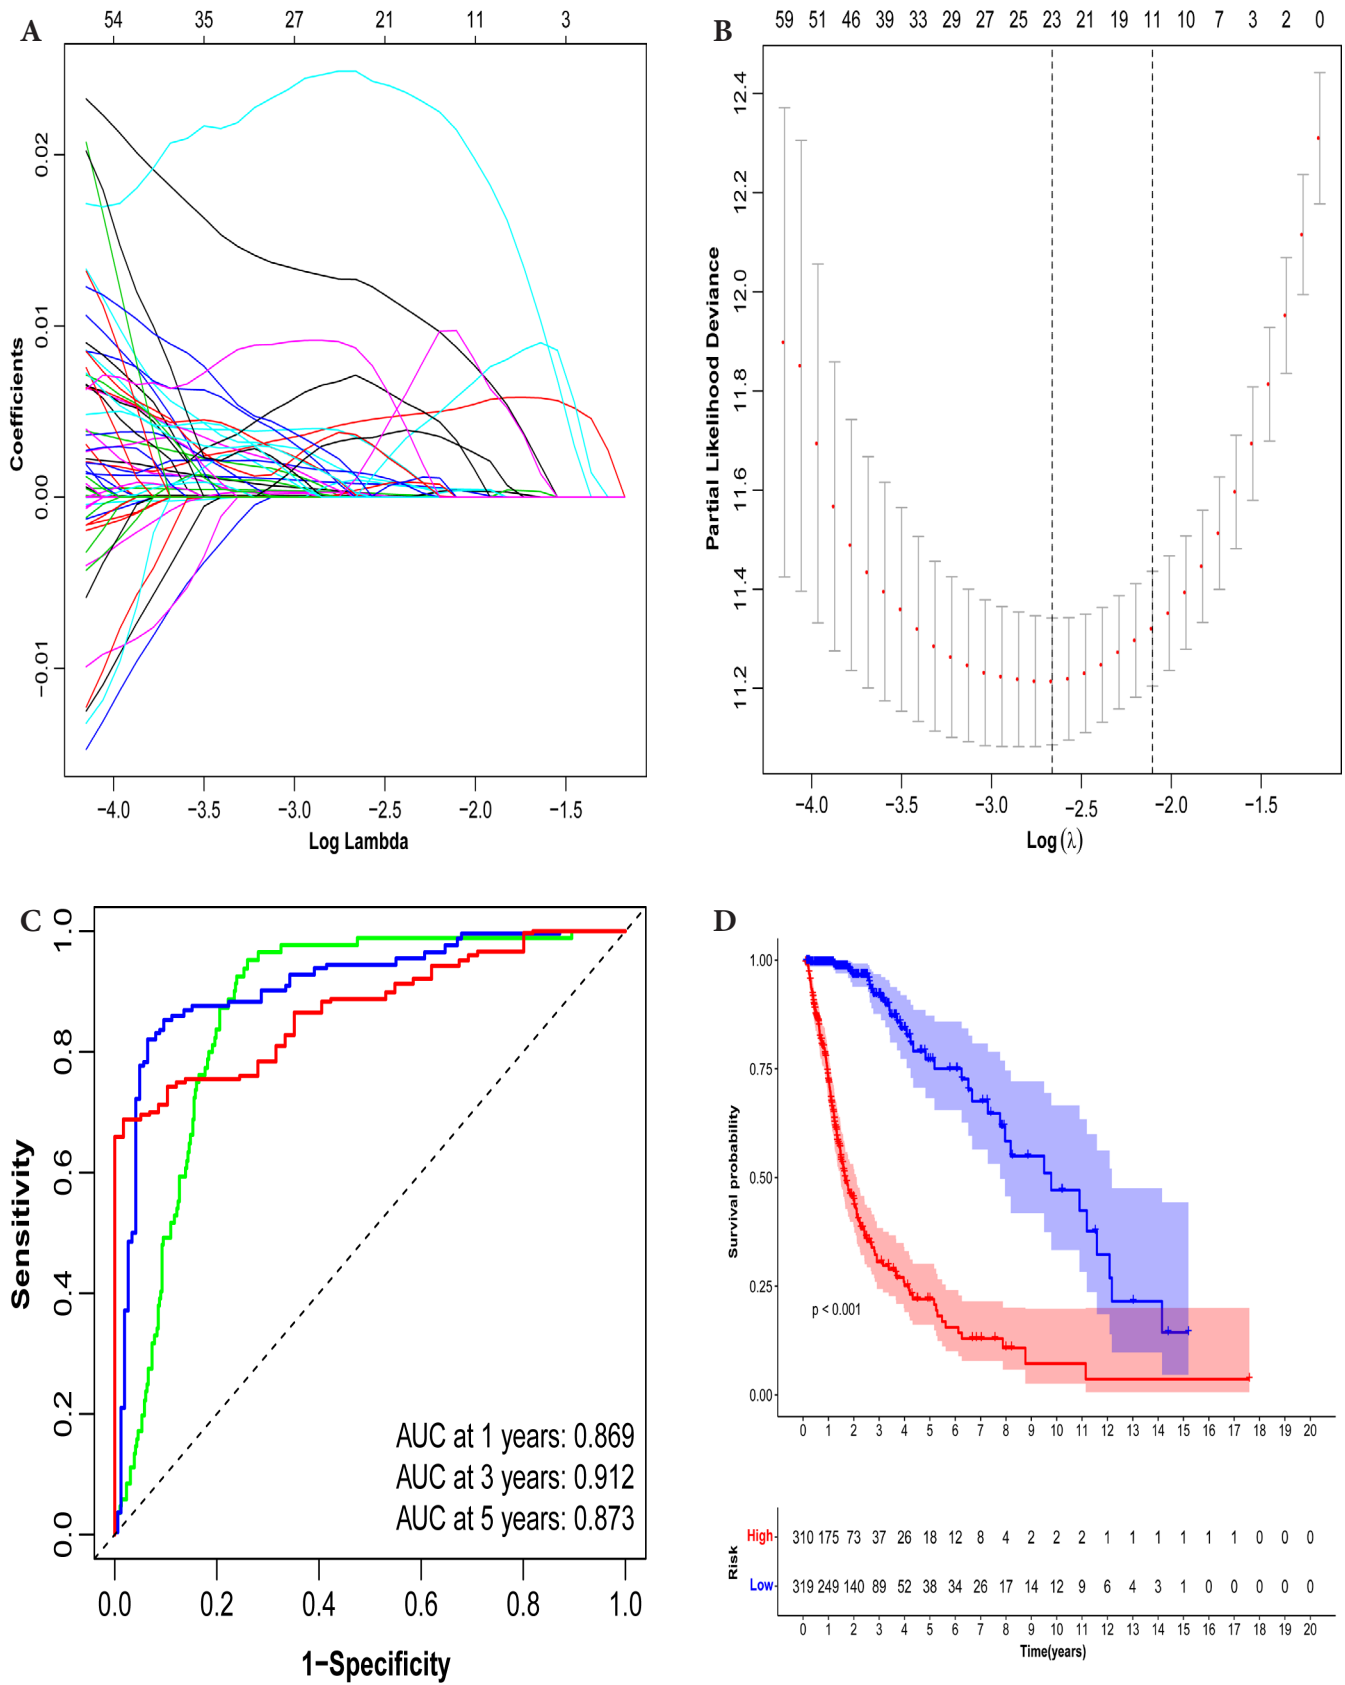 A
54 35 27 21 11 3
0.02
0.01
0.00
−0.01
Coefficients
−4.0 −3.5 −3.0 −2.5 −2.0 −1.5
Log Lambda
B
59 51 46 39 33 29 27 25 23 21 19 11 10 7 3 2 0
12.4
12.2
12.0
11.8
11.6
11.4
11.2
Partial Likelihood Deviance
−4.0 −3.5 −3.0 −2.5 −2.0 −1.5
Log(λ)
C
1.0
0.8
0.6
0.4
0.2
0.0
Sensitivity
AUC at 1 years: 0.869
AUC at 3 years: 0.912
AUC at 5 years: 0.873
0.0 0.2 0.4 0.6 0.8 1.0
1−Specificity
D
1.00
0.75
0.50
0.25
0.00
Survival probability
p < 0.001
0 1 2 3 4 5 6 7 8 9 10 11 12 13 14 15 16 17 18 19 20
Risk
High 310 175 73 37 26 18 12 8 4 2 2 2 1 1 1 1 1 1 0 0 0
Low 319 249 140 89 52 38 34 26 17 14 12 9 6 4 3 1 0 0 0 0 0
0 1 2 3 4 5 6 7 8 9 10 11 12 13 14 15 16 17 18 19 20
Time(years)